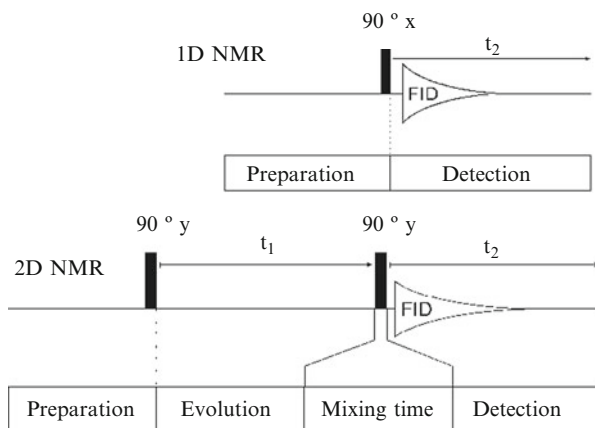 90 º x
1D NMR
t2
FID
Preparation
Detection
90 º y
90 º y
2D NMR
t1
t2
FID
Preparation
Evolution
Mixing time
Detection